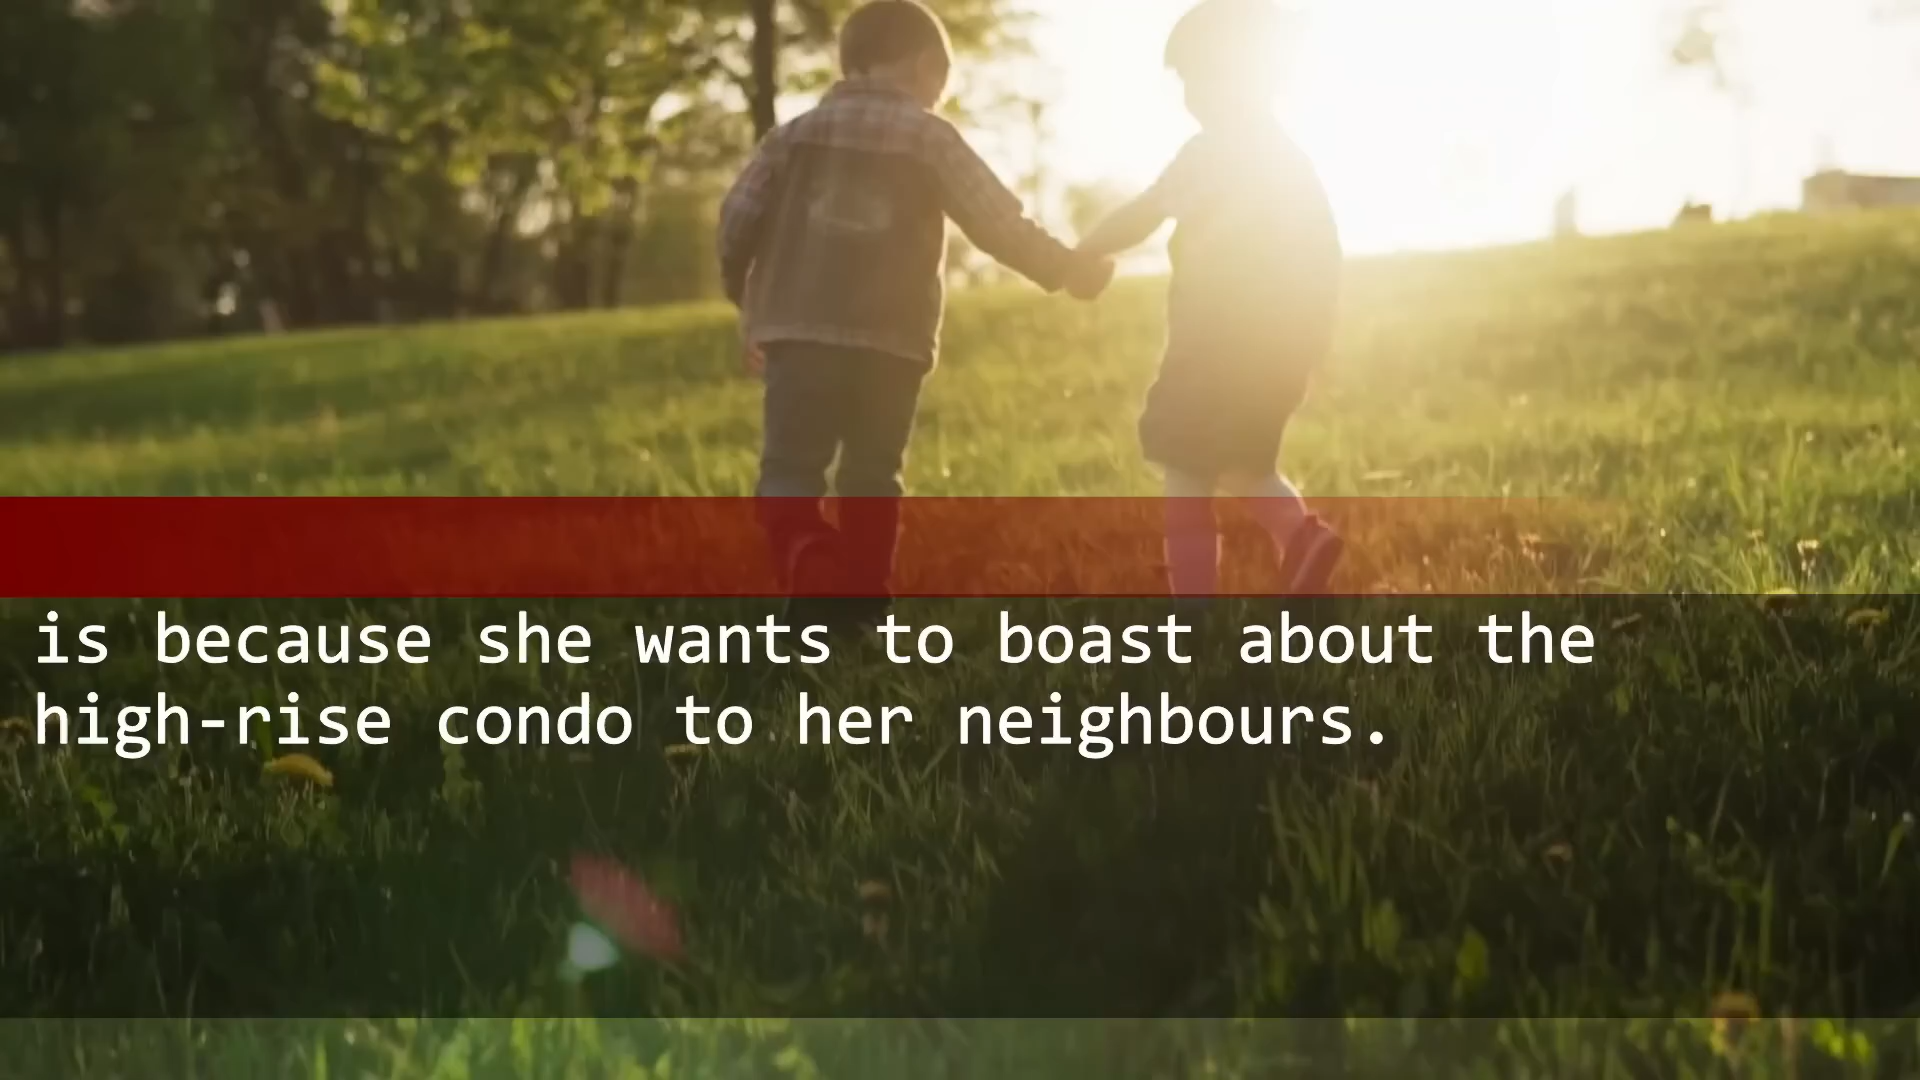 is because she wants to boast about the
high-rise condo to her neighbours.